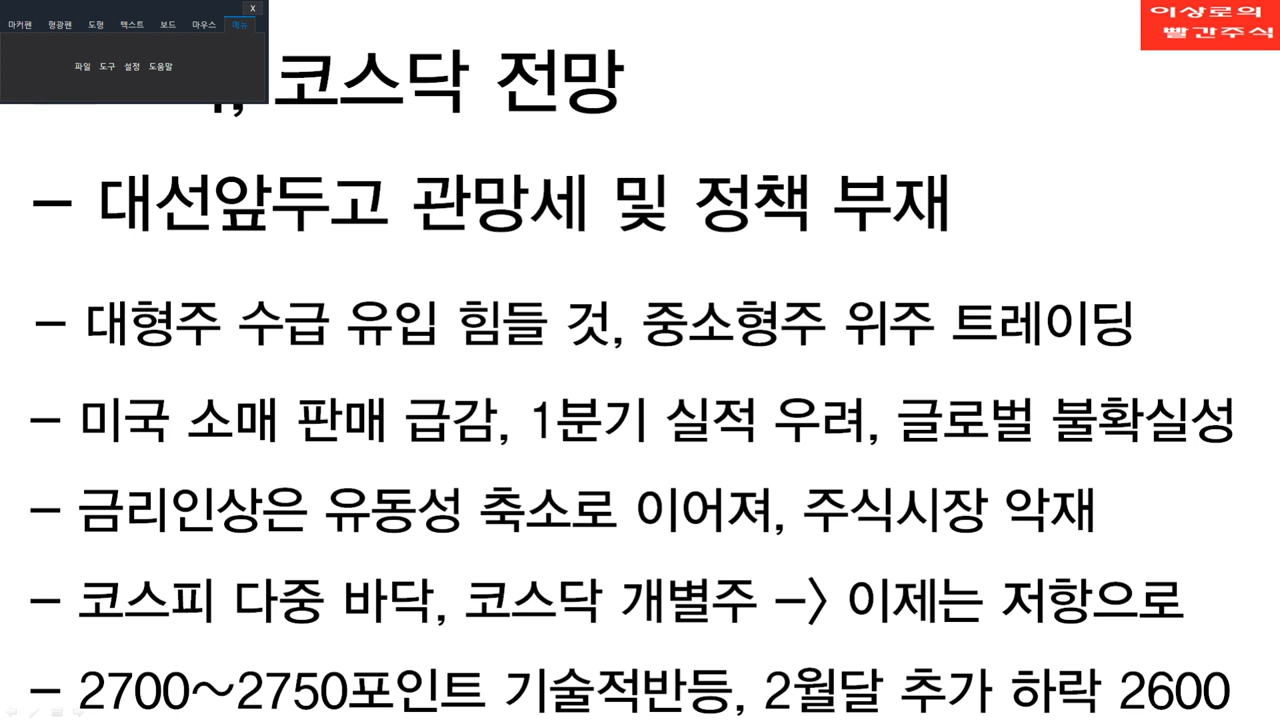 X
마커펜 형광펜 도형 텍스트 보드 마우스 메뉴
파일 도구 설정 도움말
이상로의
빨간주식
, 코스닥 전망
– 대선앞두고 관망세 및 정책 부재
– 대형주 수급 유입 힘들 것, 중소형주 위주 트레이딩
– 미국 소매 판매 급감, 1분기 실적 우려, 글로벌 불확실성
– 금리인상은 유동성 축소로 이어져, 주식시장 악재
– 코스피 다중 바닥, 코스닥 개별주 –> 이제는 저항으로
– 2700~2750포인트 기술적반등, 2월달 추가 하락 2600